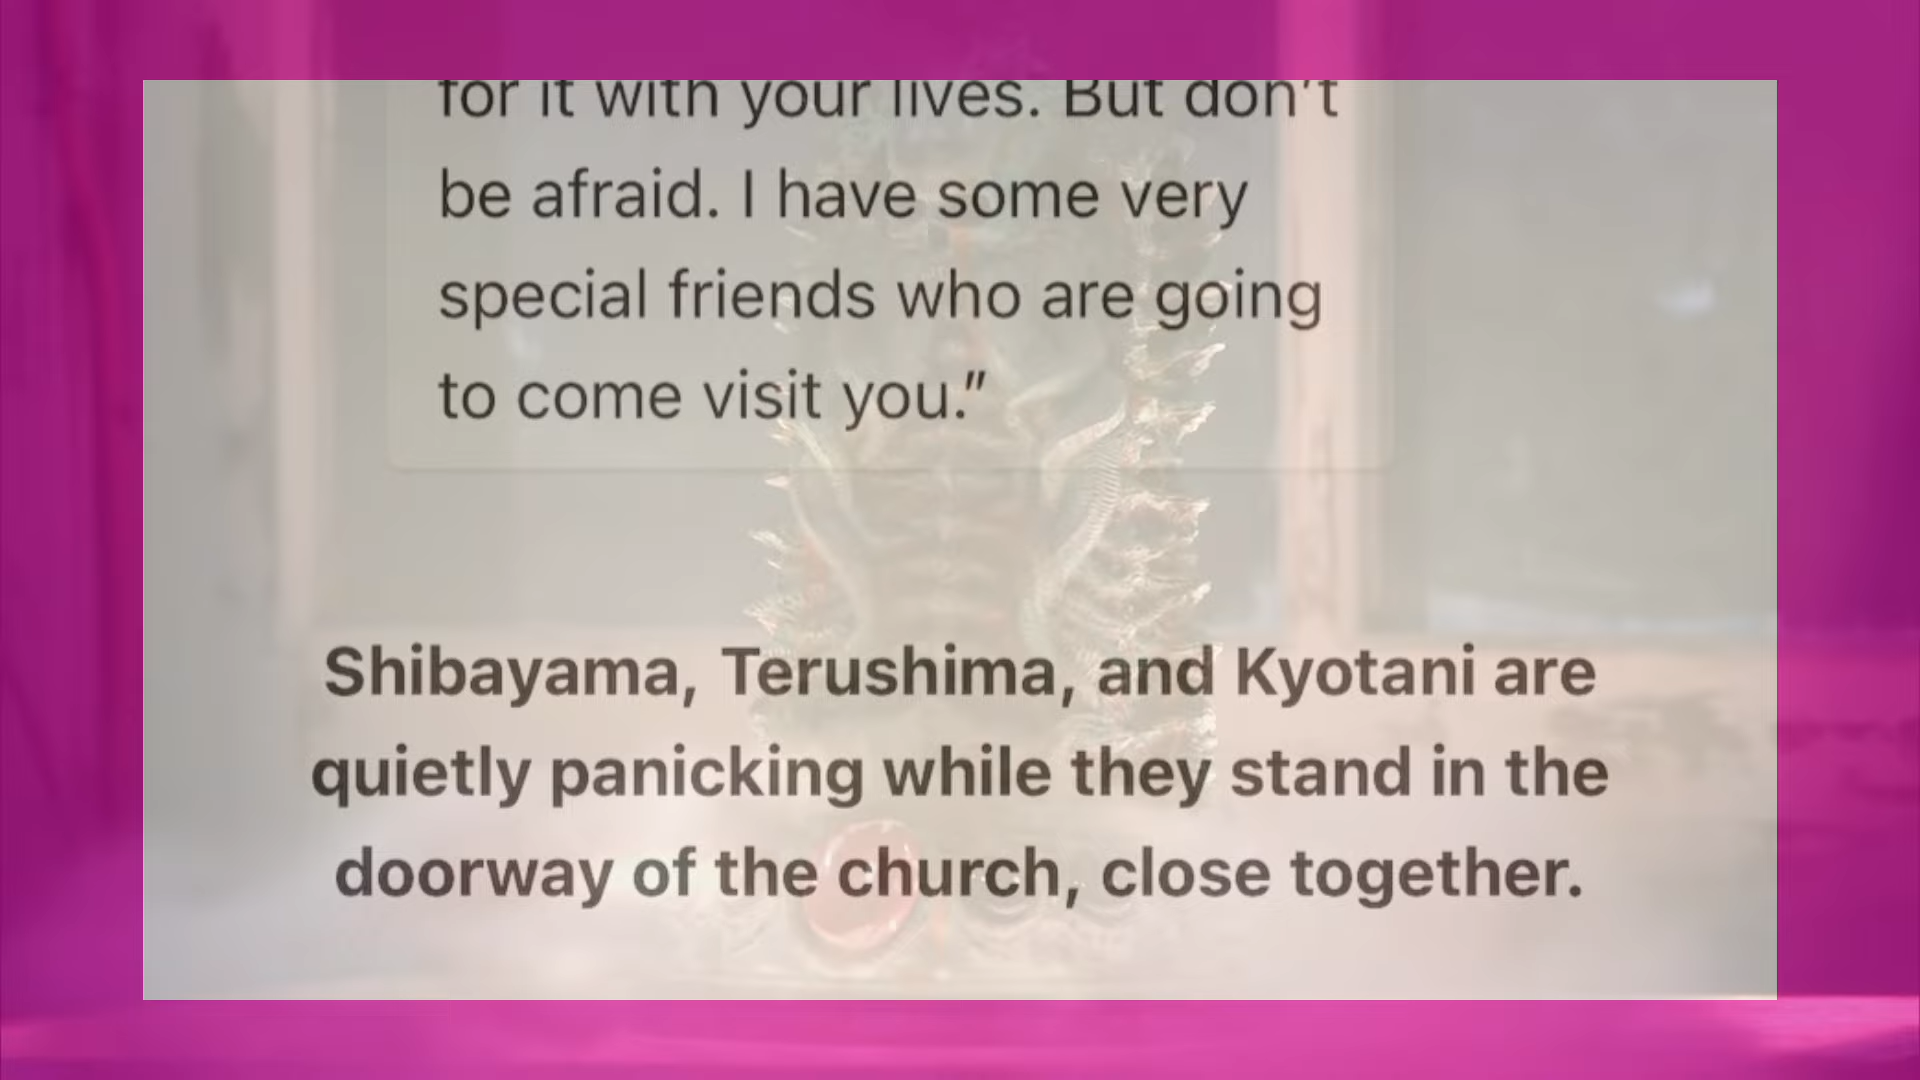 for it with your lives. But don't
be afraid. I have some very
special friends who are going
to come visit you."
Shibayama, Terushima, and Kyotani are
quietly panicking while they stand in the
doorway of the church, close together.